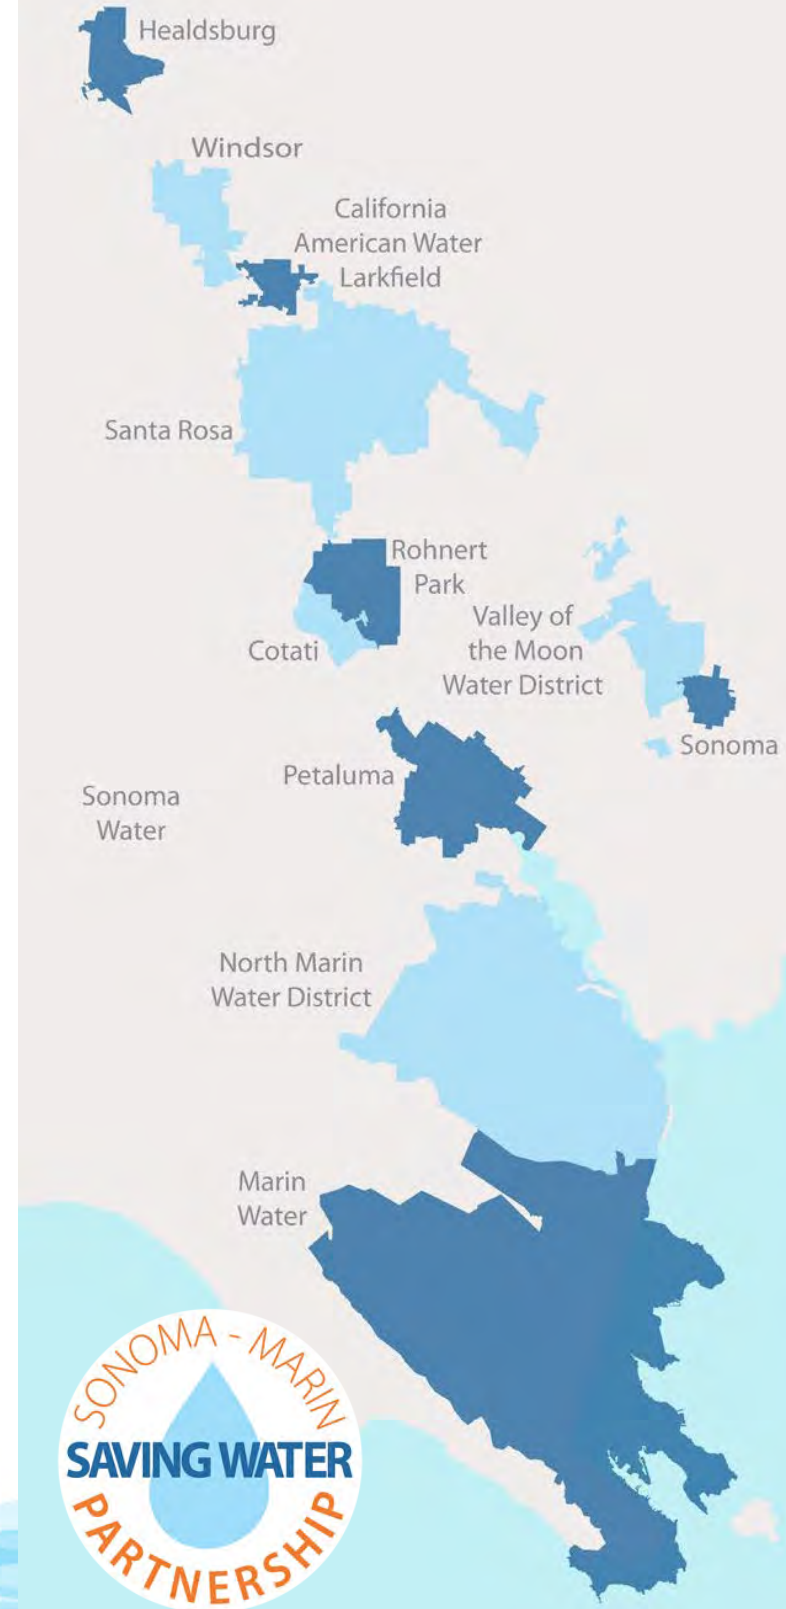 Healdsburg
Windsor
California
American Water
Larkfield
Santa Rosa
Rohnert
Park
Cotati
Valley of
the Moon
Water District
Sonoma
Petaluma
Sonoma
Water
North Marin
Water District
Marin
Water
SONOMA - MARIN
SAVING WATER
PARTNERSHIP